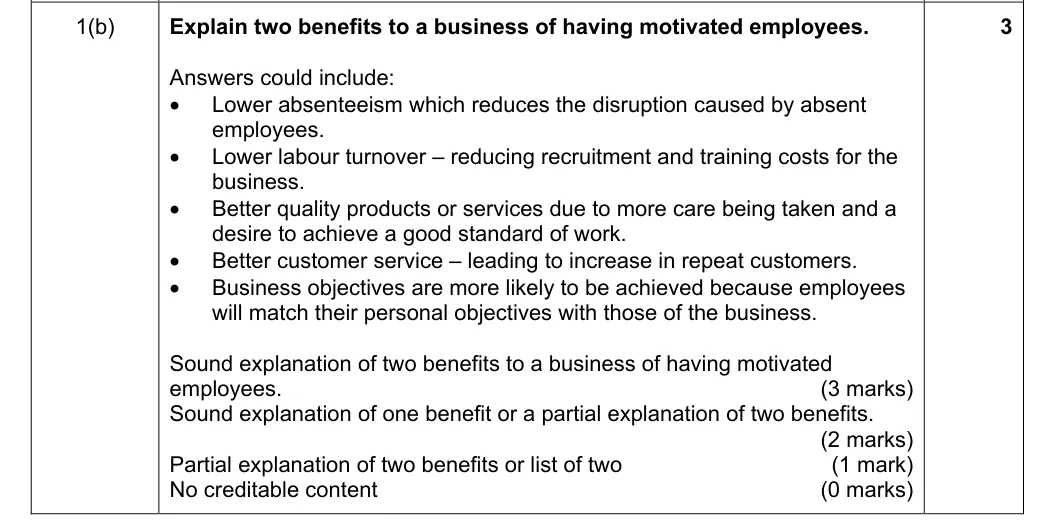 1(b) Explain two benefits to a business of having motivated employees. 3
Answers could include:
• Lower absenteeism which reduces the disruption caused by absent
employees.
• Lower labour turnover – reducing recruitment and training costs for the
business.
• Better quality products or services due to more care being taken and a
desire to achieve a good standard of work.
• Better customer service – leading to increase in repeat customers.
• Business objectives are more likely to be achieved because employees
will match their personal objectives with those of the business.
Sound explanation of two benefits to a business of having motivated
employees. (3 marks)
Sound explanation of one benefit or a partial explanation of two benefits.
(2 marks)
Partial explanation of two benefits or list of two (1 mark)
No creditable content (0 marks)